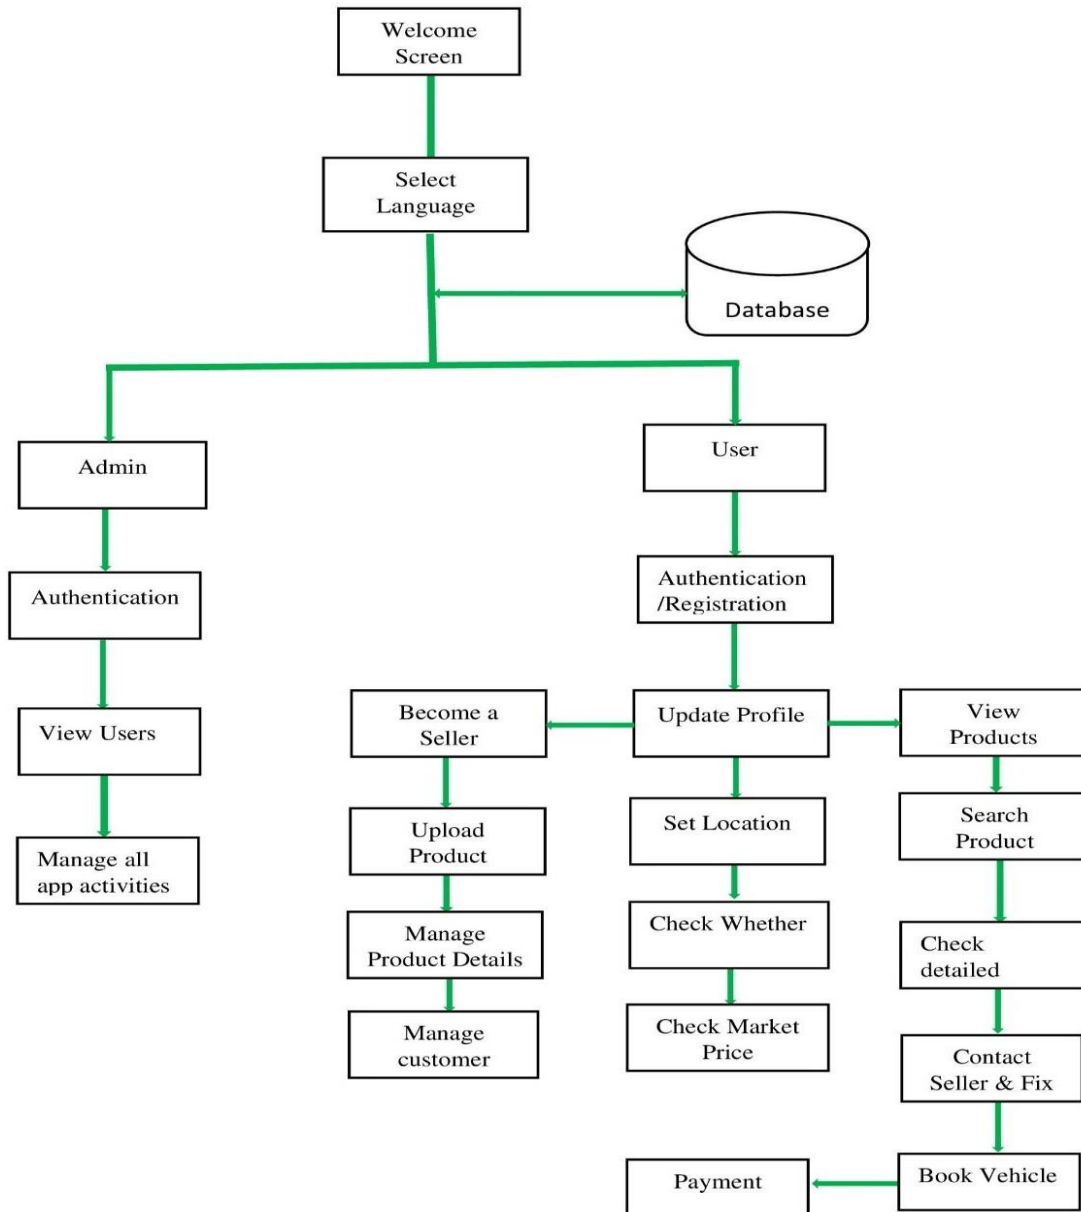 Welcome
Screen
Select
Language
Database
Admin
User
Authentication
Authentication
/Registration
View Users
Become a
Seller
Update Profile
View
Products
Manage all
app activities
Upload
Product
Set Location
Search
Product
Manage
Product Details
Check Whether
Check
detailed
Manage
customer
Check Market
Price
Contact
Seller & Fix
Payment
Book Vehicle